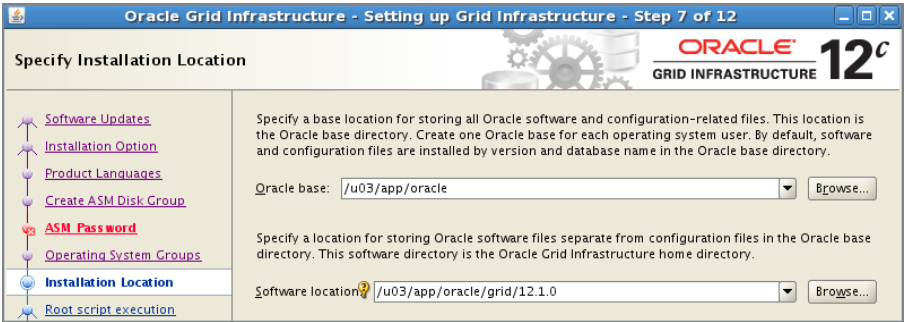 Oracle Grid Infrastructure - Setting up Grid Infrastructure - Step 7 of 12
Specify Installation Location
ORACLE
GRID INFRASTRUCTURE
12c
Software Updates
Installation Option
Product Languages
Create ASM Disk Group
ASM Password
Operating System Groups
Installation Location
Root script execution
Specify a base location for storing all Oracle software and configuration-related files. This location is
the Oracle base directory. Create one Oracle base for each operating system user. By default, software
and configuration files are installed by version and database name in the Oracle base directory.
Oracle base: /u03/app/oracle Browse...
Specify a location for storing Oracle software files separate from configuration files in the Oracle base
directory. This software directory is the Oracle Grid Infrastructure home directory.
Software location: /u03/app/oracle/grid/12.1.0 Browse...